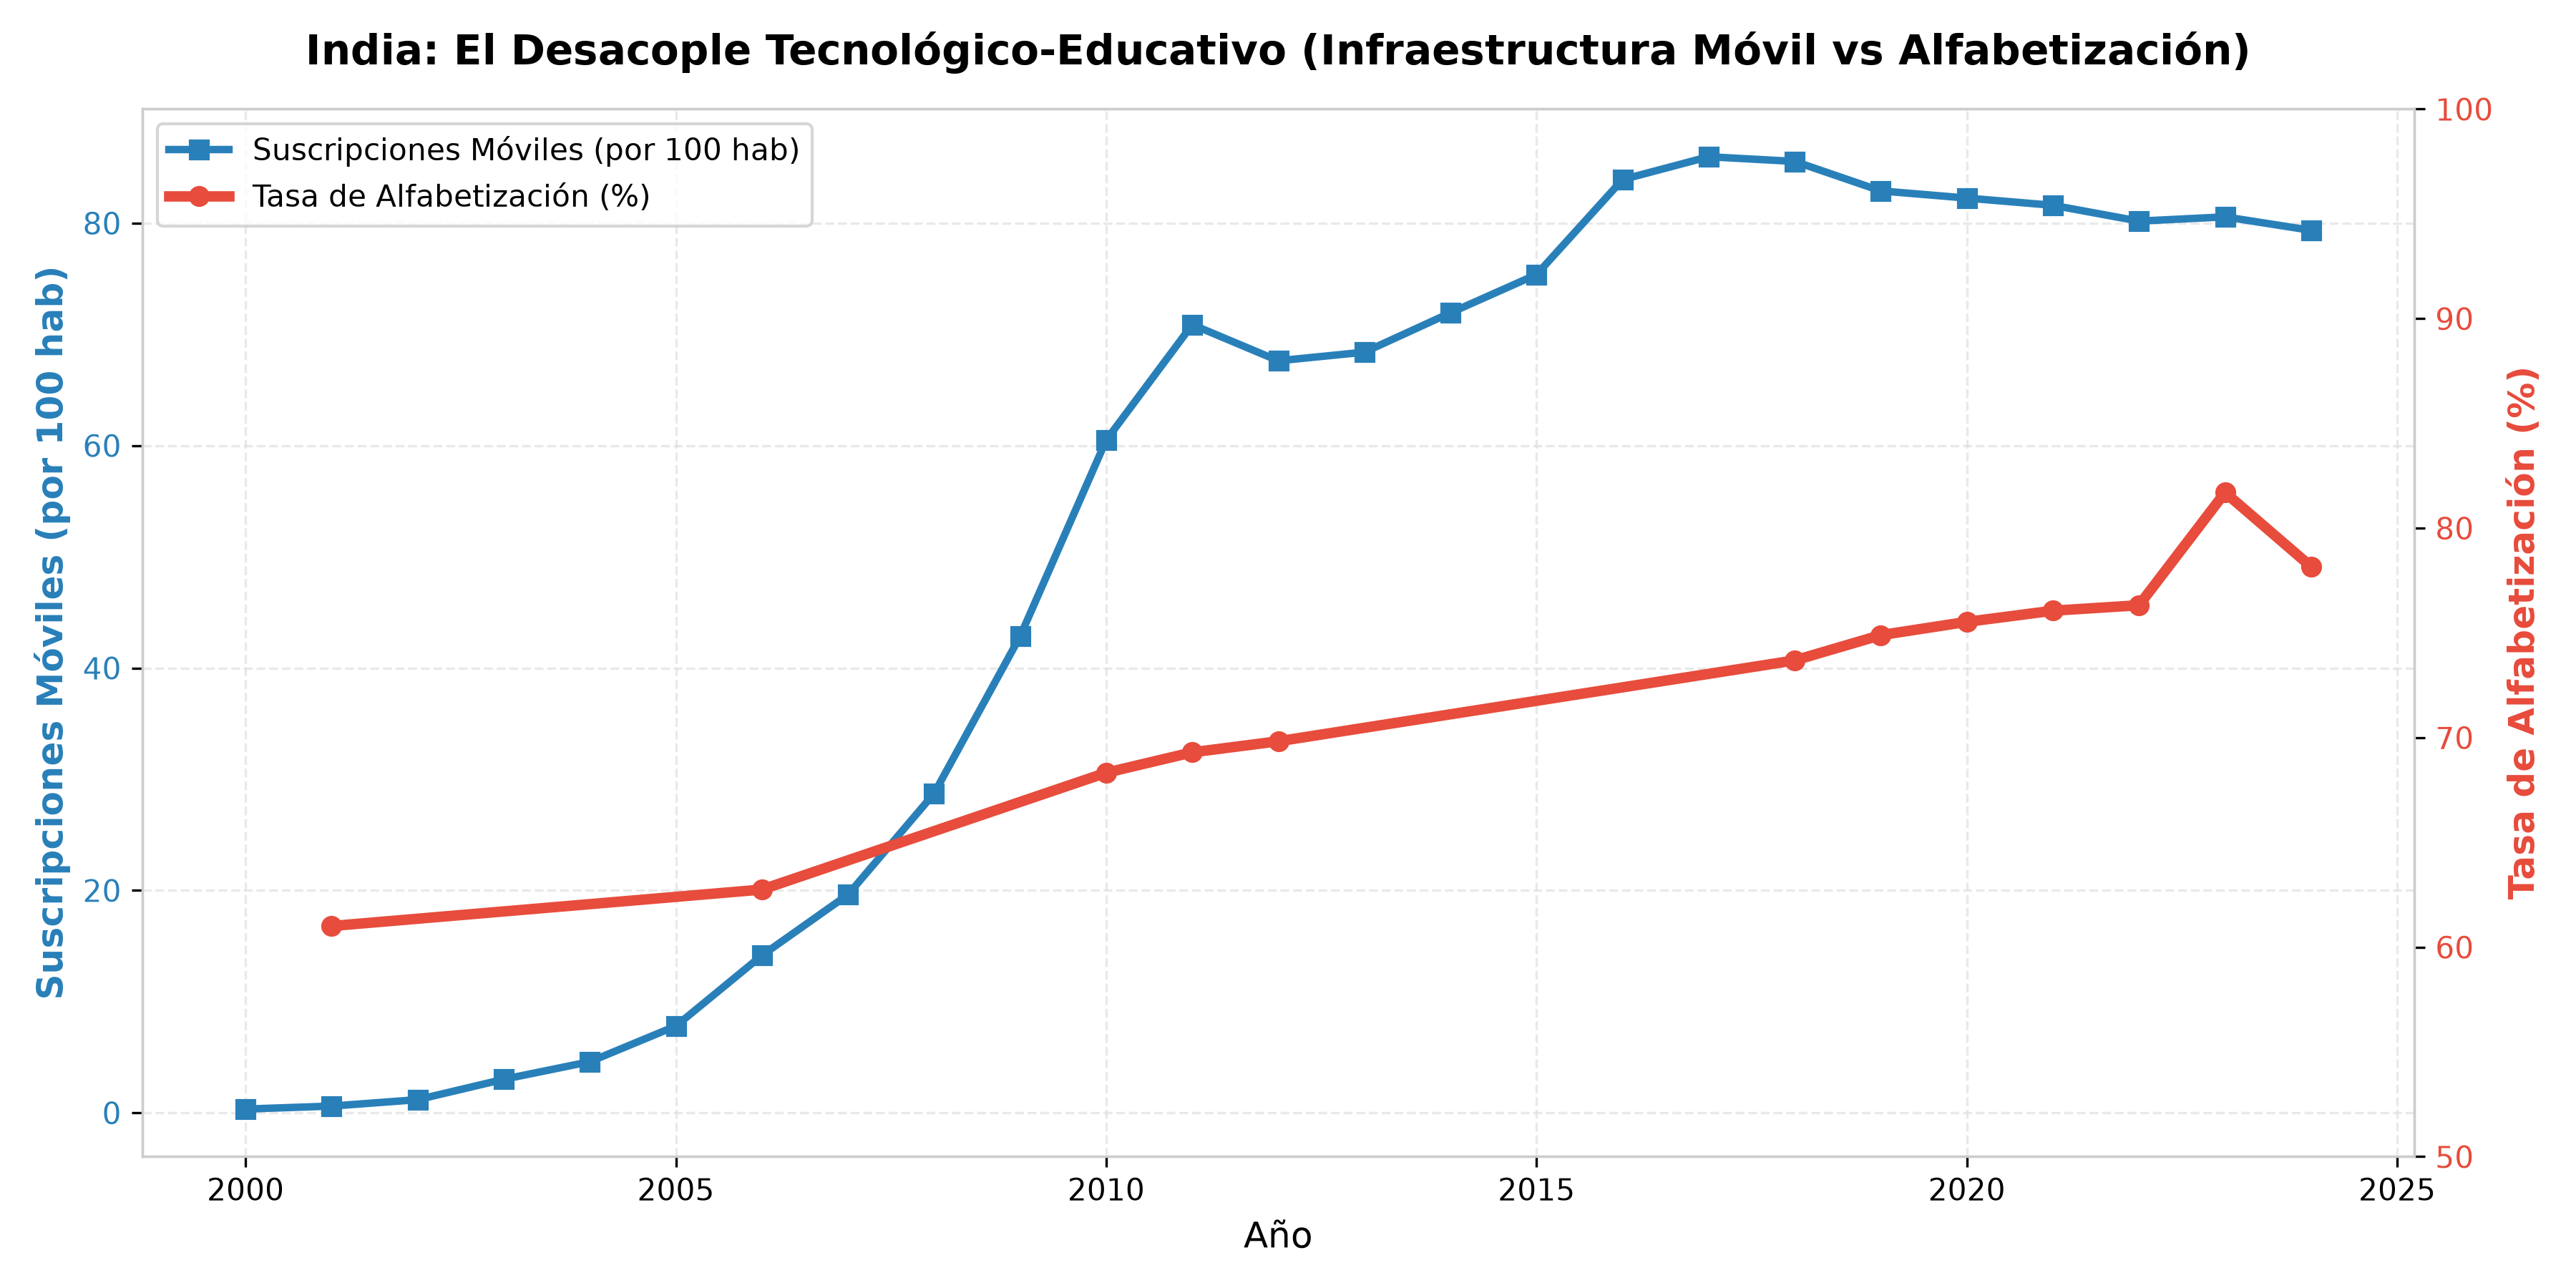 India: El Desacople Tecnológico-Educativo (Infraestructura Móvil vs Alfabetización)
Suscripciones Móviles (por 100 hab)
Tasa de Alfabetización (%)
Suscripciones Móviles (por 100 hab)
80
60
40
20
0
100
90
80
70
60
50
Tasa de Alfabetización (%)
2000 2005 2010 2015 2020 2025
Año